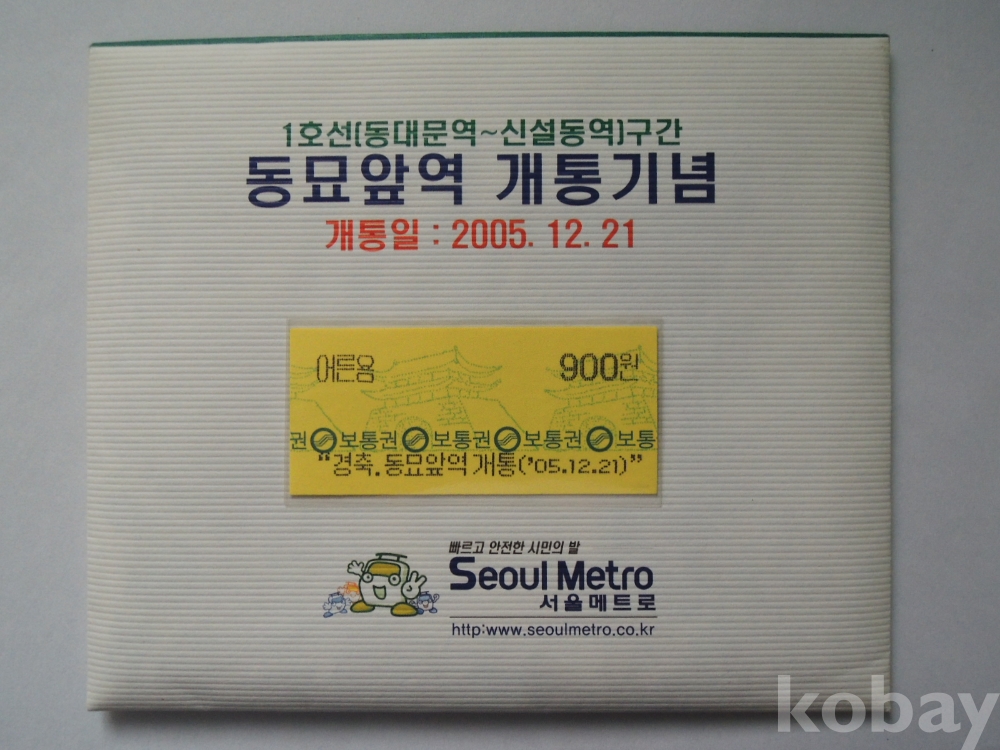 1호선(동대문역~신설동역)구간
동묘앞역 개통기념
개통일 : 2005. 12. 21
어른용 900원
권 보통권 보통권 보통권 보통
“경축. 동묘앞역 개통('05.12.21)”
빠르고 안전한 시민의 발
Seoul Metro
서울메트로
http:www.seoulmetro.co.kr
kobay